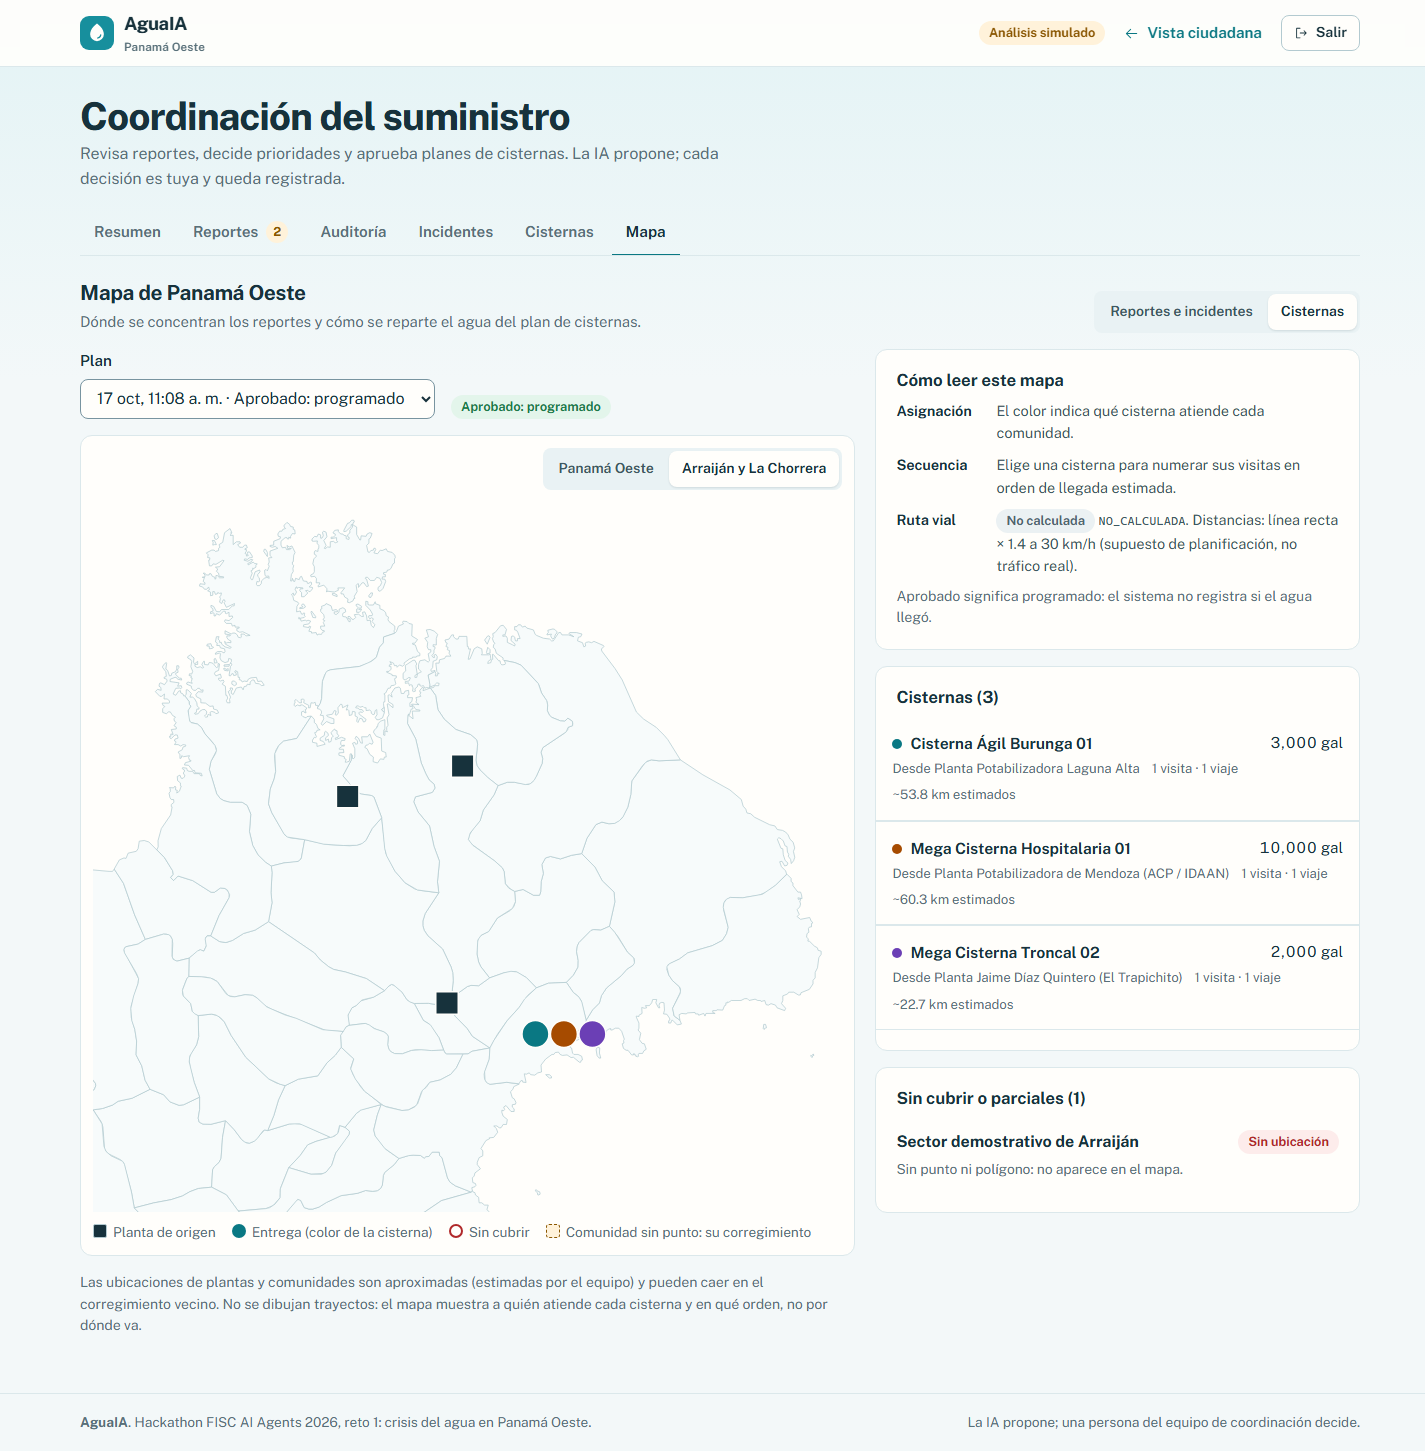 AguaIA
Panamá Oeste
Análisis simulado
← Vista ciudadana
Salir
Coordinación del suministro
Revisa reportes, decide prioridades y aprueba planes de cisternas. La IA propone; cada
decisión es tuya y queda registrada.
Resumen
Reportes 2
Auditoría
Incidentes
Cisternas
Mapa
Mapa de Panamá Oeste
Dónde se concentran los reportes y cómo se reparte el agua del plan de cisternas.
Reportes e incidentes
Cisternas
Plan
17 oct, 11:08 a. m. · Aprobado: programado
Aprobado: programado
Panamá Oeste
Arraiján y La Chorrera
Planta de origen
Entrega (color de la cisterna)
Sin cubrir
Comunidad sin punto: su corregimiento
Las ubicaciones de plantas y comunidades son aproximadas (estimadas por el equipo) y pueden caer en el
corregimiento vecino. No se dibujan trayectos: el mapa muestra a quién atiende cada cisterna y en qué orden, no por
dónde va.
Cómo leer este mapa
Asignación
El color indica qué cisterna atiende cada
comunidad.
Secuencia
Elige una cisterna para numerar sus visitas en
orden de llegada estimada.
Ruta vial
No calculada NO_CALCULADA. Distancias: línea recta
× 1.4 a 30 km/h (supuesto de planificación, no
tráfico real).
Aprobado significa programado: el sistema no registra si el agua
llegó.
Cisternas (3)
Cisterna Ágil Burunga 01
3,000 gal
Desde Planta Potabilizadora Laguna Alta 1 visita · 1 viaje
~53.8 km estimados
Mega Cisterna Hospitalaria 01
10,000 gal
Desde Planta Potabilizadora de Mendoza (ACP / IDAAN) 1 visita · 1 viaje
~60.3 km estimados
Mega Cisterna Troncal 02
2,000 gal
Desde Planta Jaime Díaz Quintero (El Trapichito) 1 visita · 1 viaje
~22.7 km estimados
Sin cubrir o parciales (1)
Sector demostrativo de Arraiján
Sin ubicación
Sin punto ni polígono: no aparece en el mapa.
AguaIA. Hackathon FISC AI Agents 2026, reto 1: crisis del agua en Panamá Oeste.
La IA propone; una persona del equipo de coordinación decide.